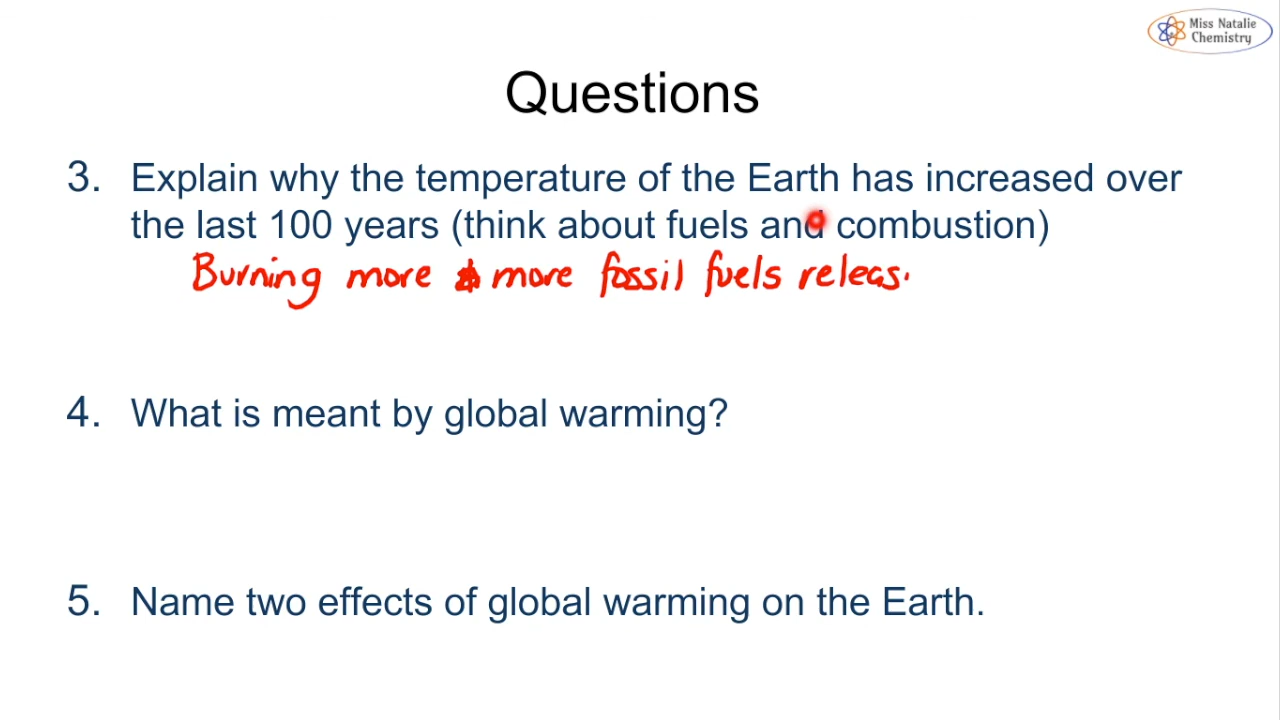 Miss Natalie
Chemistry
Questions
3. Explain why the temperature of the Earth has increased over
the last 100 years (think about fuels and combustion)
Burning more & more fossil fuels releas
4. What is meant by global warming?
5. Name two effects of global warming on the Earth.